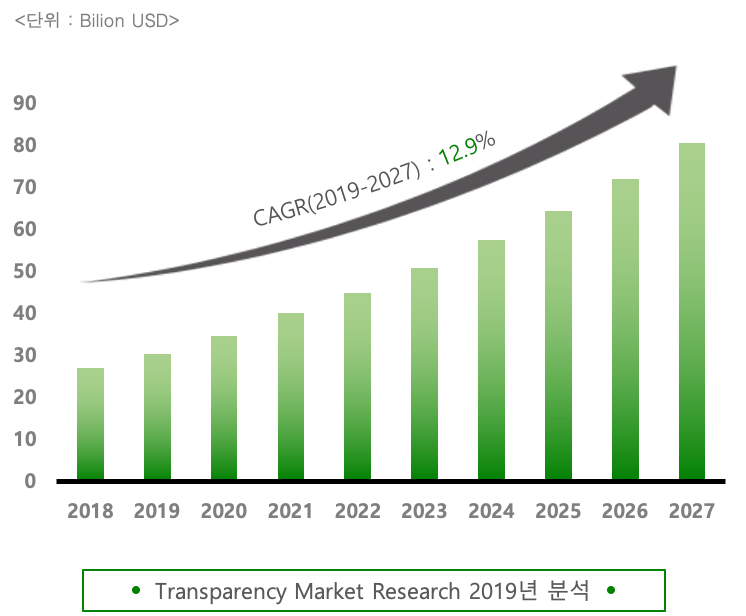 <단위 : Bilion USD>
CAGR(2019-2027) : 12.9%
90
80
70
60
50
40
30
20
10
0
2018 2019 2020 2021 2022 2023 2024 2025 2026 2027
• Transparency Market Research 2019년 분석 •